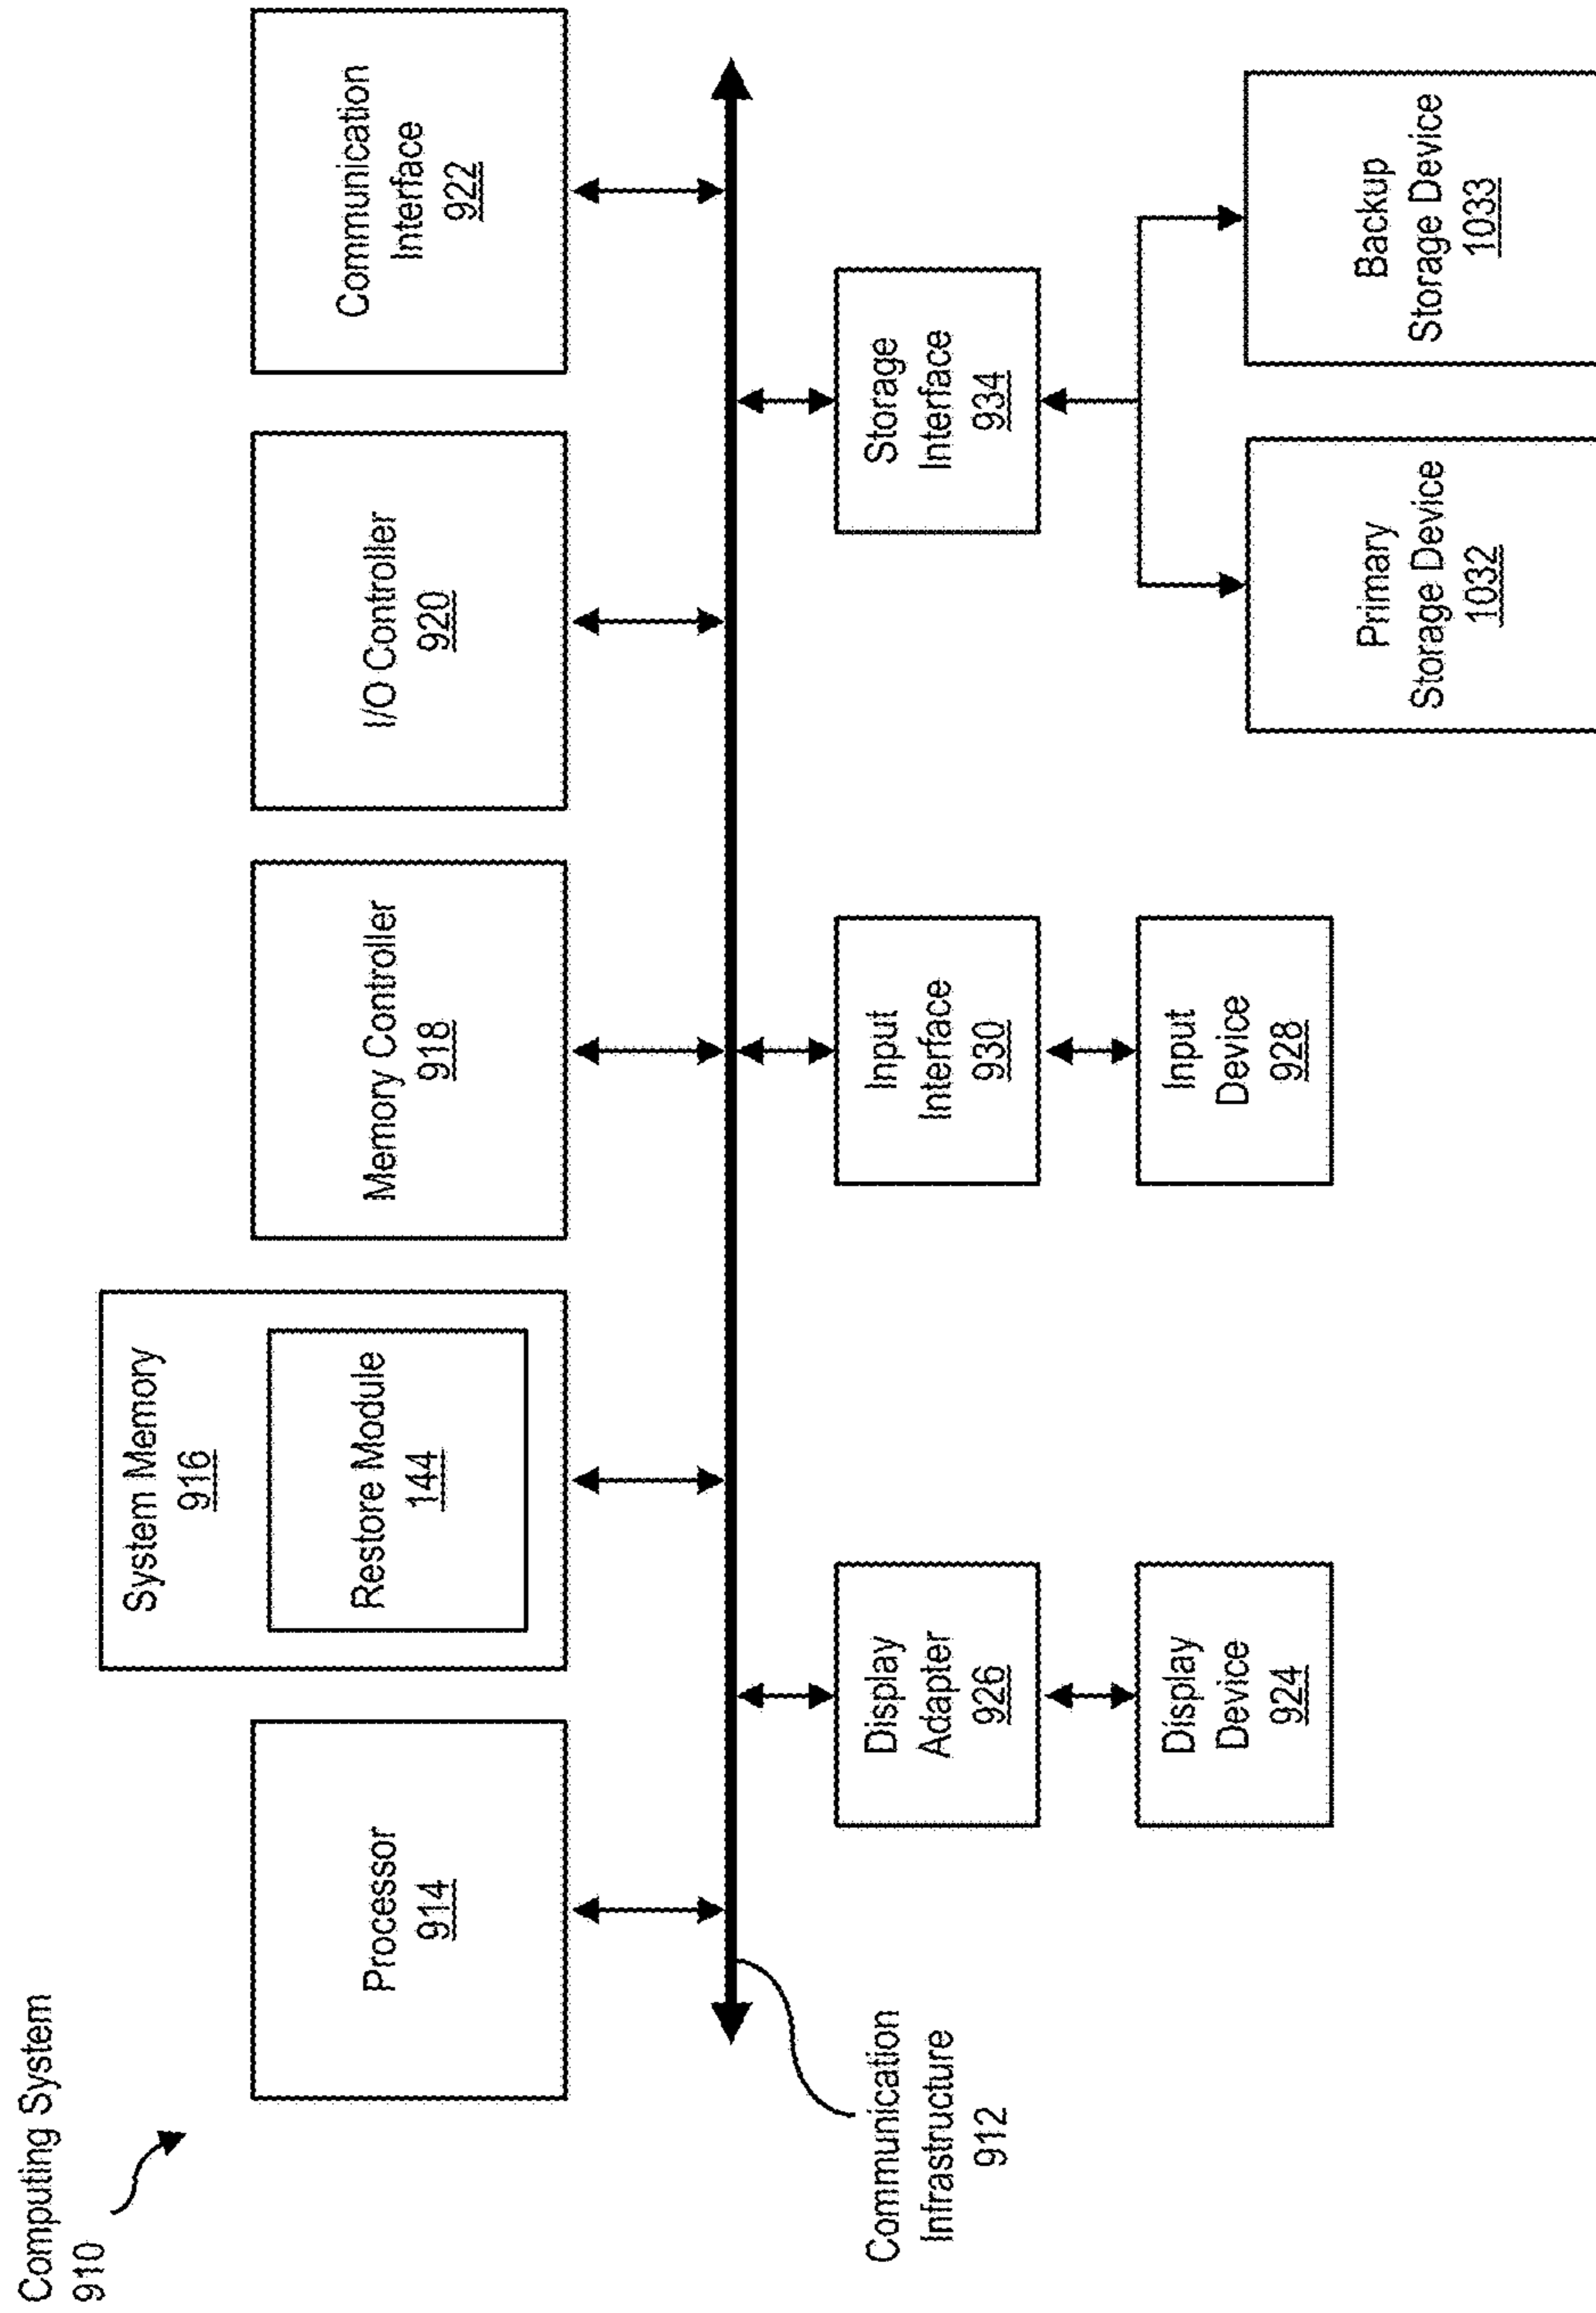 Computing System
910
Processor
914
System Memory
916
Restore Module
144
Memory Controller
918
I/O Controller
920
Communication
Interface
922
Communication
Infrastructure
912
Display
Adapter
926
Input
Interface
930
Storage
Interface
934
Display
Device
924
Input
Device
928
Primary
Storage Device
1032
Backup
Storage Device
1033